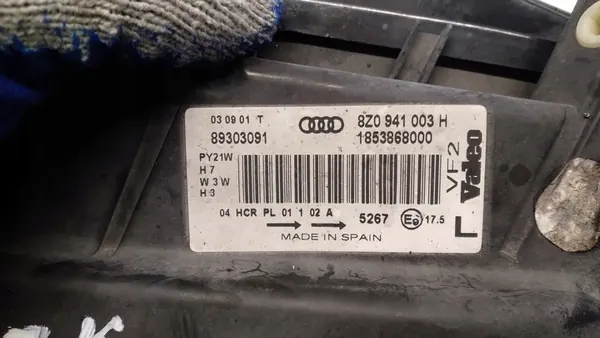 03 09 01 T
8Z0 941 003 H
89303091
1853868000
PY21W
H7
W3W
H3
04 HCR PL 01 1 02 A
5267
E9
17.5
MADE IN SPAIN
VF2
Valeo
L